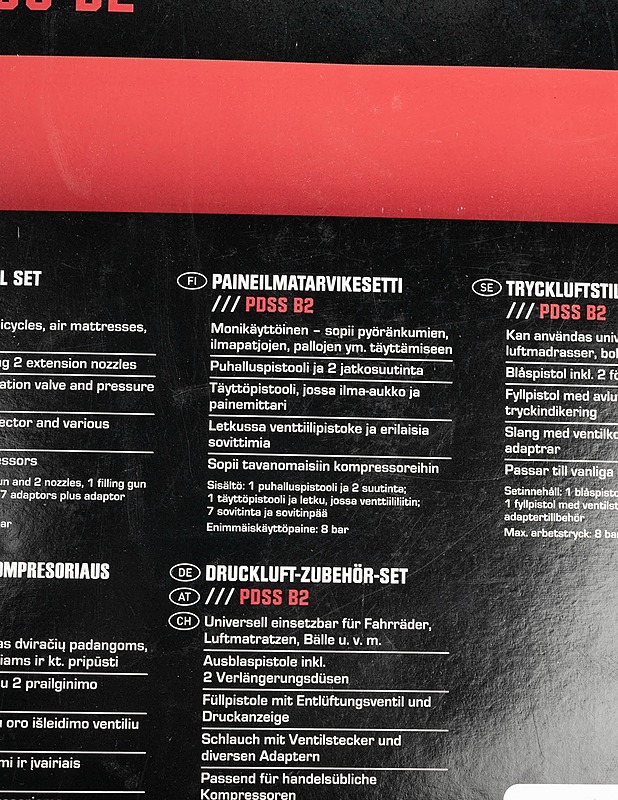 L SET
icycles, air mattresses,
g 2 extension nozzles
ation valve and pressure
ector and various
essors
un and 2 nozzles, 1 filling gun
7 adaptors plus adaptor
ar
FI PAINEILMATARVIKESETTI
/// PDSS B2
Monikäyttöinen – sopii pyöränkumien,
ilmapatjojen, pallojen ym. täyttämiseen
Puhalluspistooli ja 2 jatkosuutinta
Täyttöpistooli, jossa ilma-aukko ja
painemittari
Letkussa venttiilipistoke ja erilaisia
sovittimia
Sopii tavanomaisiin kompressoreihin
Sisältö: 1 puhalluspistooli ja 2 suutinta;
1 täyttöpistooli ja letku, jossa venttiililiitin;
7 sovitinta ja sovitinpää
Enimmäiskäyttöpaine: 8 bar
SE TRYCKLUFTSTIL
/// PDSS B2
Kan användas univ
luftmadrasser, bol
Blåspistol inkl. 2 fö
Fyllpistol med avlu
tryckindikering
Slang med ventilko
adaptrar
Passar till vanliga
Setinnehåll: 1 blåspisto
1 fyllpistol med ventilst
adaptertillbehör
Max. arbetstryck: 8 bar
OMPRESORIAUS
as dviračių padangoms,
iams ir kt. pripūsti
u 2 prailginimo
u oro išleidimo ventiliu
mi ir įvairiais
DE DRUCKLUFT-ZUBEHÖR-SET
AT /// PDSS B2
CH Universell einsetzbar für Fahrräder,
Luftmatratzen, Bälle u. v. m.
Ausblaspistole inkl.
2 Verlängerungsdüsen
Füllpistole mit Entlüftungsventil und
Druckanzeige
Schlauch mit Ventilstecker und
diversen Adaptern
Passend für handelsübliche
Kompressoren